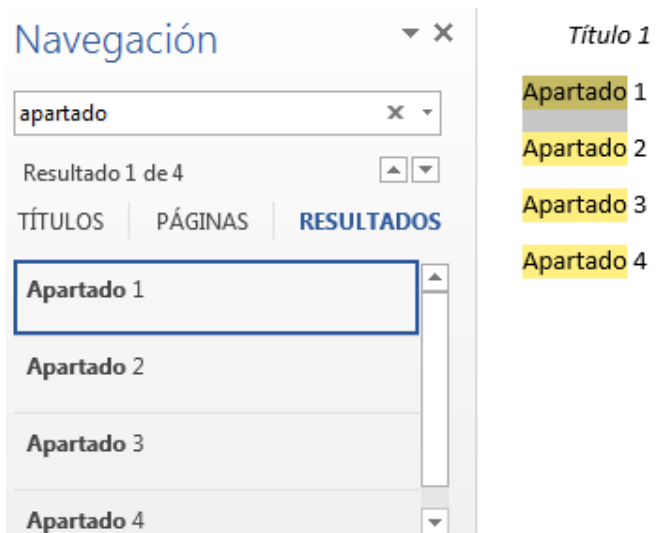 Navegación
apartado
Resultado 1 de 4
TÍTULOS PÁGINAS RESULTADOS
Apartado 1
Apartado 2
Apartado 3
Apartado 4
Título 1
Apartado 1
Apartado 2
Apartado 3
Apartado 4